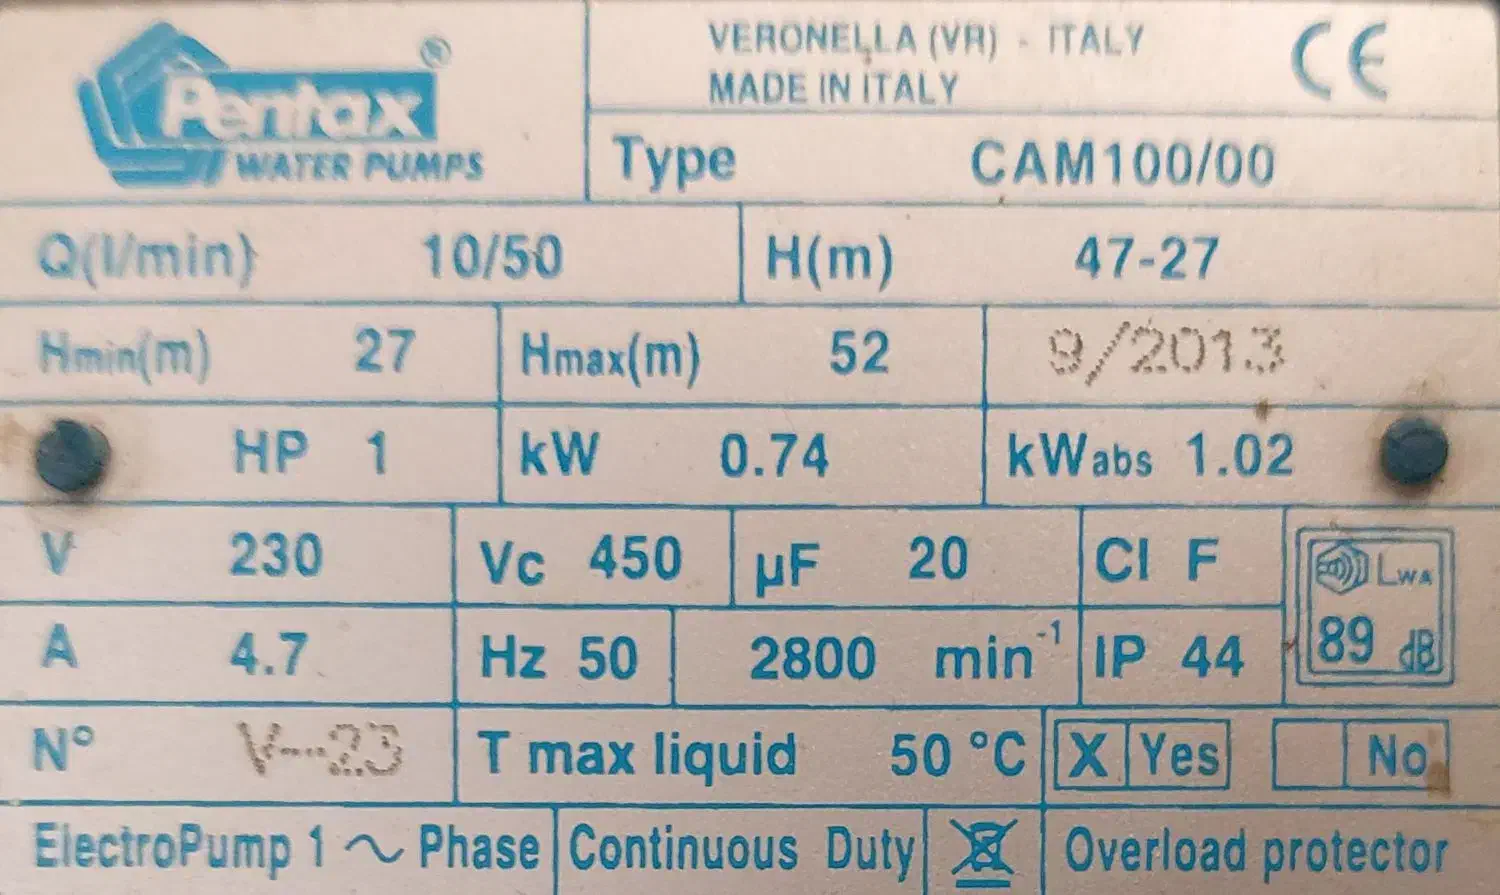 Pentax®
WATER PUMPS
VERONELLA (VR) - ITALY
MADE IN ITALY
CE
Type CAM100/00
Q(l/min) 10/50 H(m) 47-27
Hmin(m) 27 Hmax(m) 52 9/2013
HP 1 kW 0.74 kWabs 1.02
V 230 Vc 450 µF 20 Cl F
LWA
89 dB
A 4.7 Hz 50 2800 min-1 IP 44
N° V--23 T max liquid 50 °C X Yes No
ElectroPump 1 ~ Phase Continuous Duty Overload protector